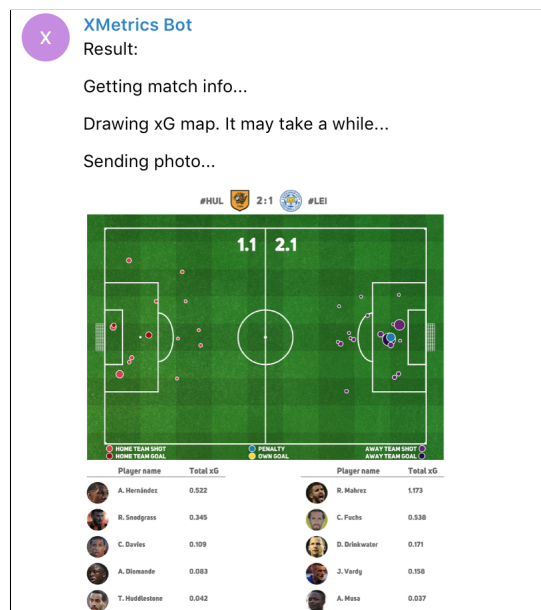 X
XMetrics Bot
Result:
Getting match info...
Drawing xG map. It may take a while...
Sending photo...
#HUL 2:1 #LEI
1.1 2.1
HOME TEAM SHOT
HOME TEAM GOAL
PENALTY
OWN GOAL
AWAY TEAM SHOT
AWAY TEAM GOAL
Player name Total xG
A. Hernández 0.522
R. Snodgrass 0.345
C. Davies 0.109
A. Diomande 0.083
T. Huddlestone 0.042
Player name Total xG
R. Mahrez 1.173
C. Fuchs 0.538
D. Drinkwater 0.171
J. Vardy 0.158
A. Musa 0.037